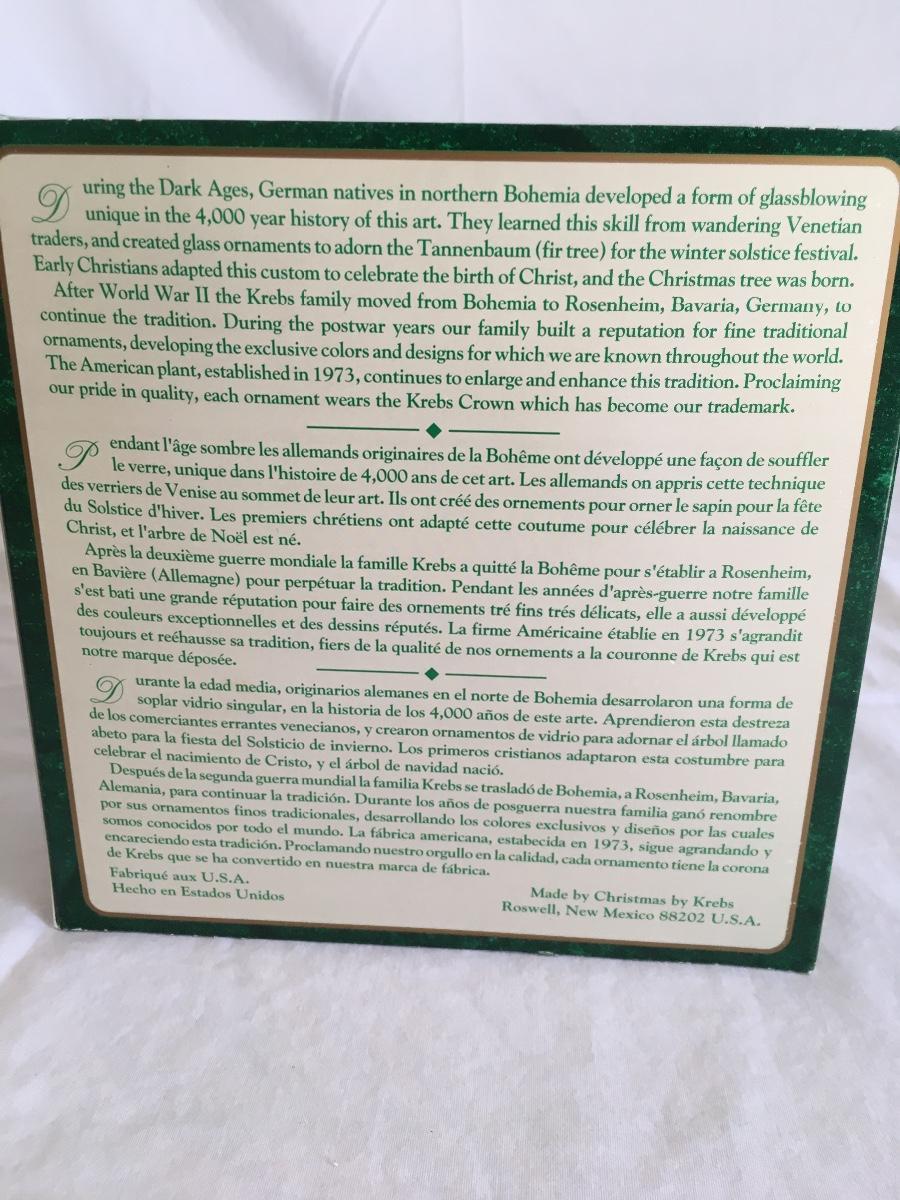 During the Dark Ages, German natives in northern Bohemia developed a form of glassblowing
unique in the 4,000 year history of this art. They learned this skill from wandering Venetian
traders, and created glass ornaments to adorn the Tannenbaum (fir tree) for the winter solstice festival.
Early Christians adapted this custom to celebrate the birth of Christ, and the Christmas tree was born.
After World War II the Krebs family moved from Bohemia to Rosenheim, Bavaria, Germany, to
continue the tradition. During the postwar years our family built a reputation for fine traditional
ornaments, developing the exclusive colors and designs for which we are known throughout the world.
The American plant, established in 1973, continues to enlarge and enhance this tradition. Proclaiming
our pride in quality, each ornament wears the Krebs Crown which has become our trademark.
Pendant l'âge sombre les allemands originaires de la Bohême ont développé une façon de souffler
le verre, unique dans l'histoire de 4,000 ans de cet art. Les allemands on appris cette technique
des verriers de Venise au sommet de leur art. Ils ont créé des ornements pour orner le sapin pour la fête
du Solstice d'hiver. Les premiers chrétiens ont adapté cette coutume pour célébrer la naissance de
Christ, et l'arbre de Noël est né.
Après la deuxième guerre mondiale la famille Krebs a quitté la Bohême pour s'établir a Rosenheim,
en Bavière (Allemagne) pour perpétuar la tradition. Pendant les années d'après-guerre notre famille
s'est bati une grande réputation pour faire des ornements tré fins trés délicats, elle a aussi développé
des couleurs exceptionnelles et des dessins réputés. La firme Américaine établie en 1973 s'agrandit
toujours et reéhausse sa tradition, fiers de la qualité de nos ornements a la couronne de Krebs qui est
notre marque déposée.
Durante la edad media, originarios alemanes en el norte de Bohemia desarrolaron una forma de
soplar vidrio singular, en la historia de los 4,000 años de este arte. Aprendieron esta destreza
de los comerciantes errantes venecianos, y crearon ornamentos de vidrio para adornar el árbol llamado
abeto para la fiesta del Solsticio de invierno. Los primeros cristianos adaptaron esta costumbre para
celebrar el nacimiento de Cristo, y el árbol de navidad nació.
Después de la segunda guerra mundial la familia Krebs se trasladó de Bohemia, a Rosenheim, Bavaria,
Alemania, para continuar la tradición. Durante los años de posguerra nuestra familia ganó renombre
por sus ornamentos finos tradicionales, desarrollando los colores exclusivos y diseños por las cuales
somos conocidos por todo el mundo. La fábrica americana, estabecida en 1973, sigue agrandando y
encareciendo esta tradición. Proclamando nuestro orgullo en la calidad, cada ornamento tiene la corona
de Krebs que se ha convertido en nuestra marca de fábrica.
Fabriqué aux U.S.A.
Hecho en Estados Unidos
Made by Christmas by Krebs
Roswell, New Mexico 88202 U.S.A.